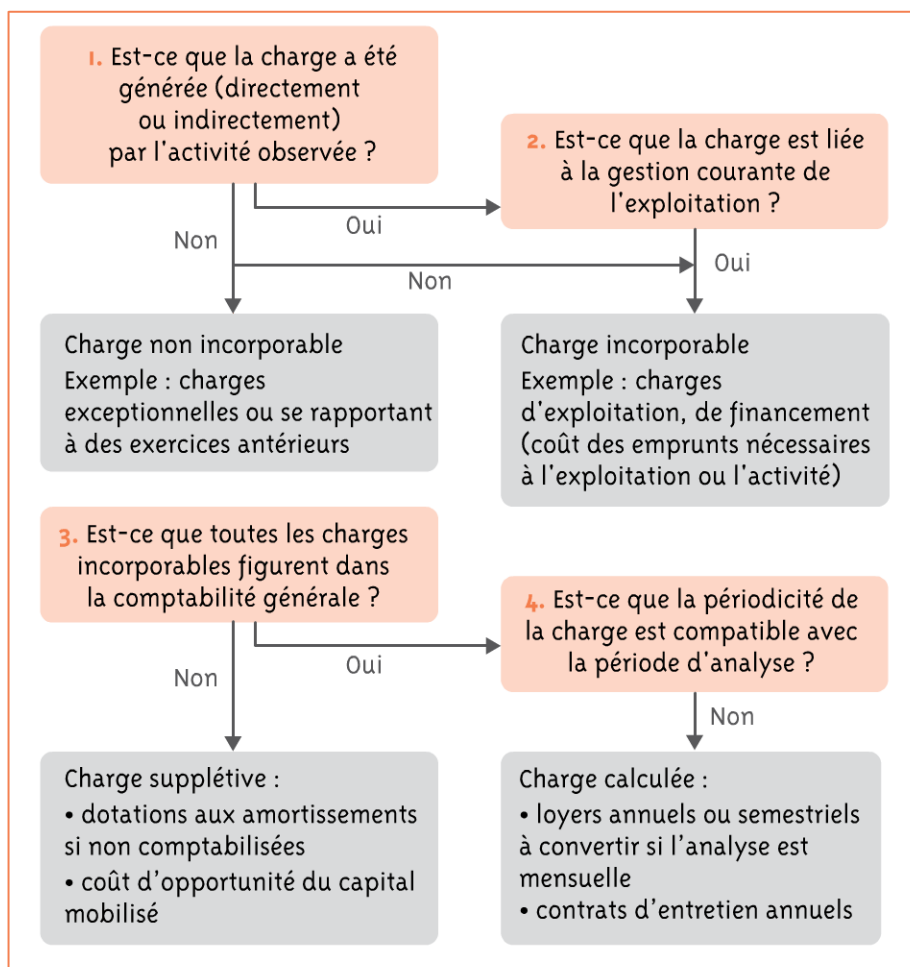 1. Est-ce que la charge a été
générée (directement
ou indirectement)
par l'activité observée ?
2. Est-ce que la charge est liée
à la gestion courante de
l'exploitation ?
Oui
Non
Non
Oui
Charge non incorporable
Exemple : charges
exceptionnelles ou se rapportant
à des exercices antérieurs
Charge incorporable
Exemple : charges
d'exploitation, de financement
(coût des emprunts nécessaires
à l'exploitation ou l'activité)
3. Est-ce que toutes les charges
incorporables figurent dans
la comptabilité générale ?
4. Est-ce que la périodicité de
la charge est compatible avec
la période d'analyse ?
Oui
Non
Non
Charge supplétive :
• dotations aux amortissements
si non comptabilisées
• coût d'opportunité du capital
mobilisé
Charge calculée :
• loyers annuels ou semestriels
à convertir si l'analyse est
mensuelle
• contrats d'entretien annuels